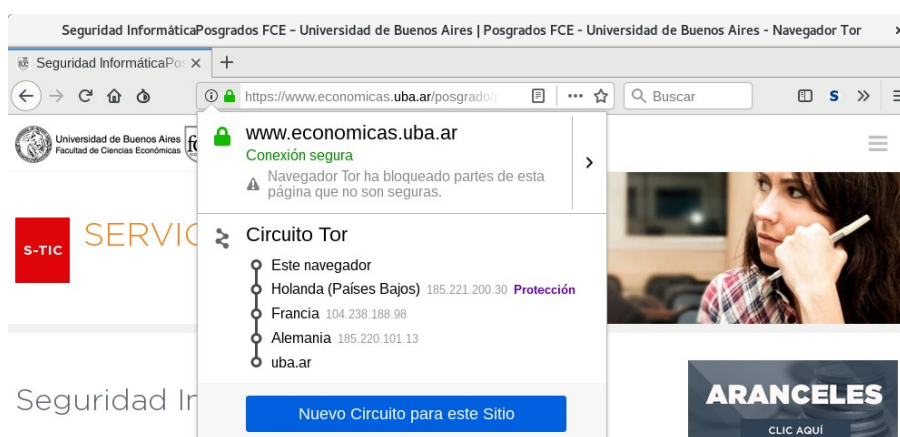 Seguridad InformáticaPosgrados FCE – Universidad de Buenos Aires | Posgrados FCE - Universidad de Buenos Aires - Navegador Tor
Seguridad InformáticaPos
https://www.economicas.uba.ar/posgrado/
Buscar
S
Universidad de Buenos Aires
Facultad de Ciencias Económicas
www.economicas.uba.ar
Conexión segura
Navegador Tor ha bloqueado partes de esta
página que no son seguras.
S-TIC
SERVIC
Circuito Tor
Este navegador
Holanda (Países Bajos) 185.221.200.30 Protección
Francia 104.238.188.98
Alemania 185.220.101.13
uba.ar
Seguridad In
Nuevo Circuito para este Sitio
ARANCELES
CLIC AQUÍ